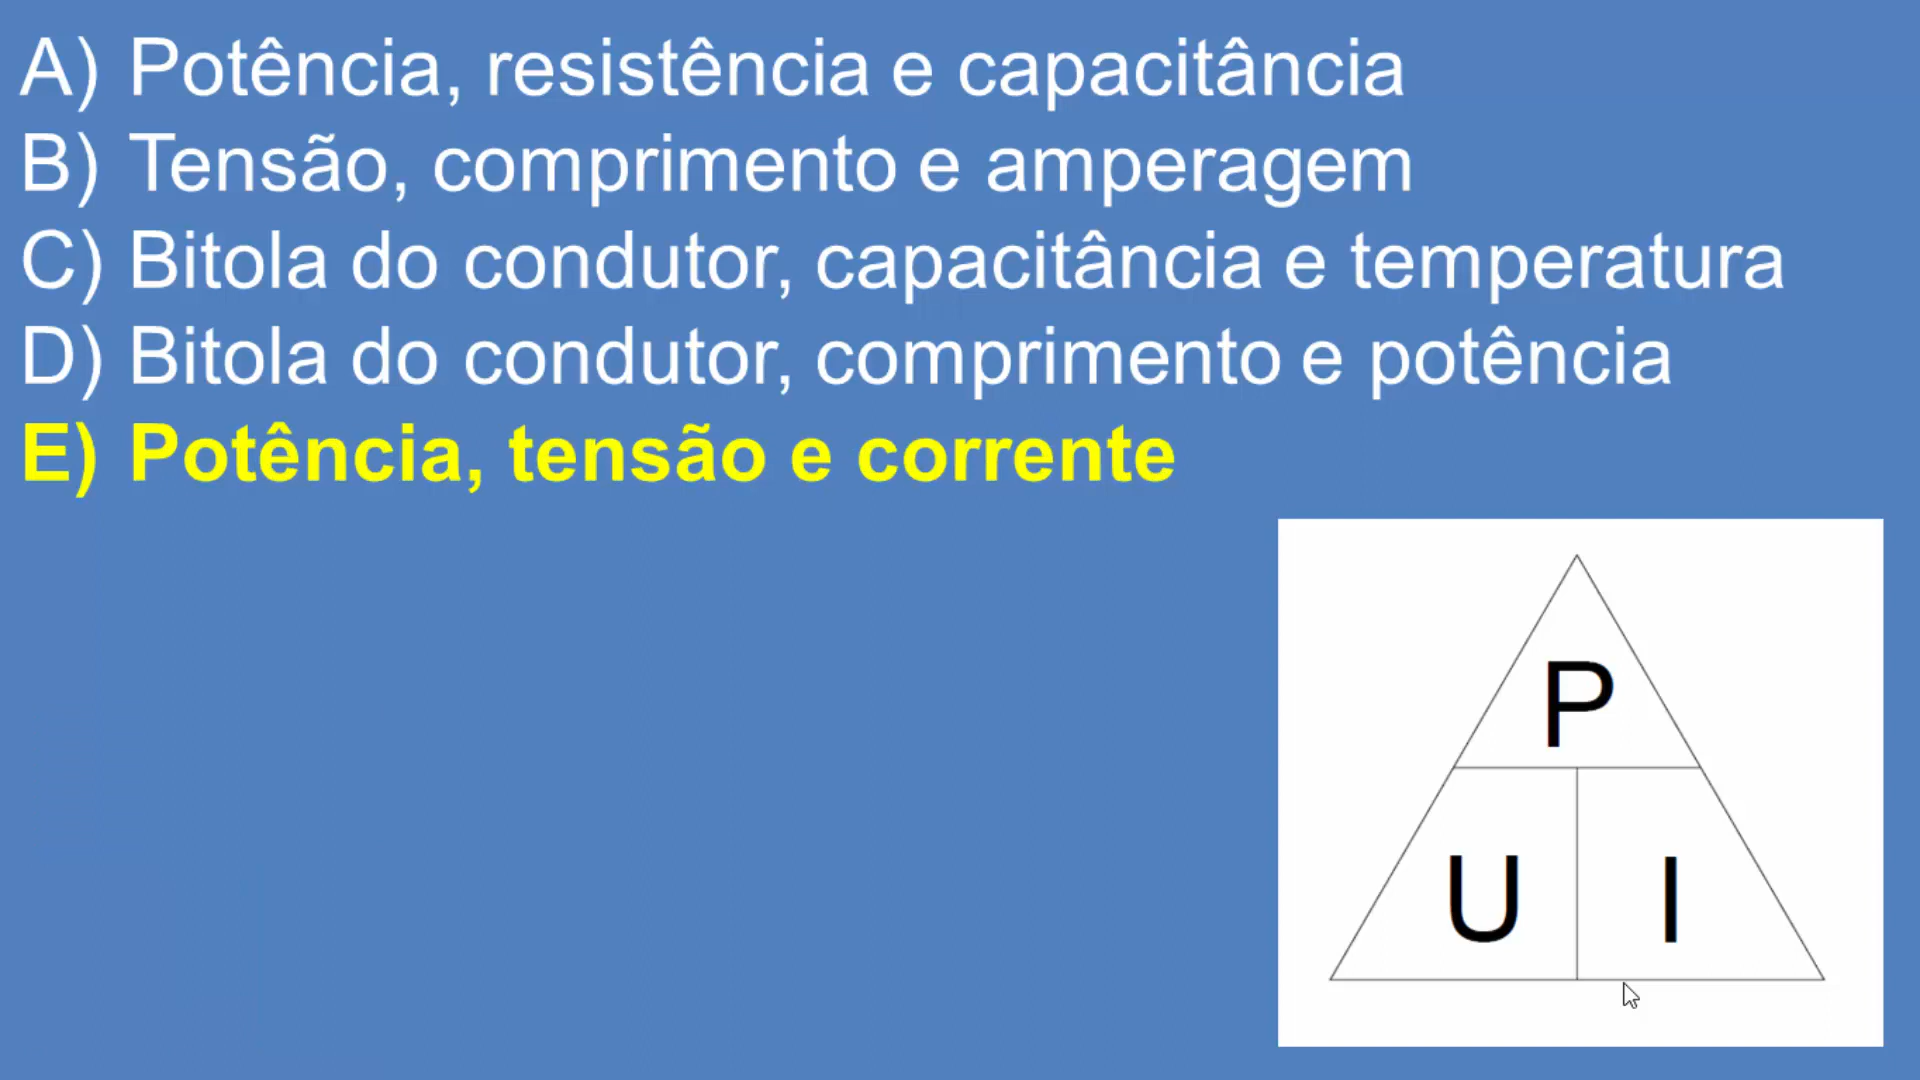 A) Potência, resistência e capacitância
B) Tensão, comprimento e amperagem
C) Bitola do condutor, capacitância e temperatura
D) Bitola do condutor, comprimento e potência
E) Potência, tensão e corrente
P
U I